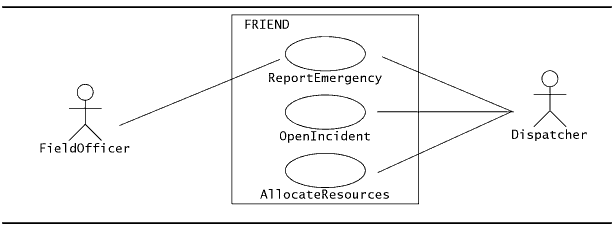 FRIEND
ReportEmergency
OpenIncident
AllocateResources
FieldOfficer
Dispatcher